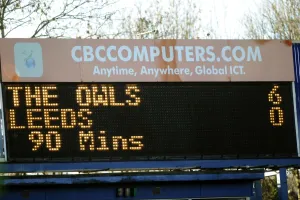 CBCCOMPUTERS.COM
Anytime, Anywhere, Global ICT.
THE OWLS 6
LEEDS 0
90 Mins